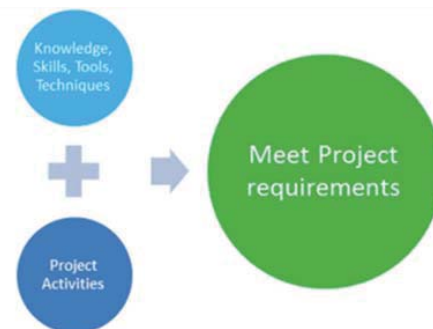 Knowledge,
Skills, Tools,
Techniques
Project
Activities
Meet Project
requirements